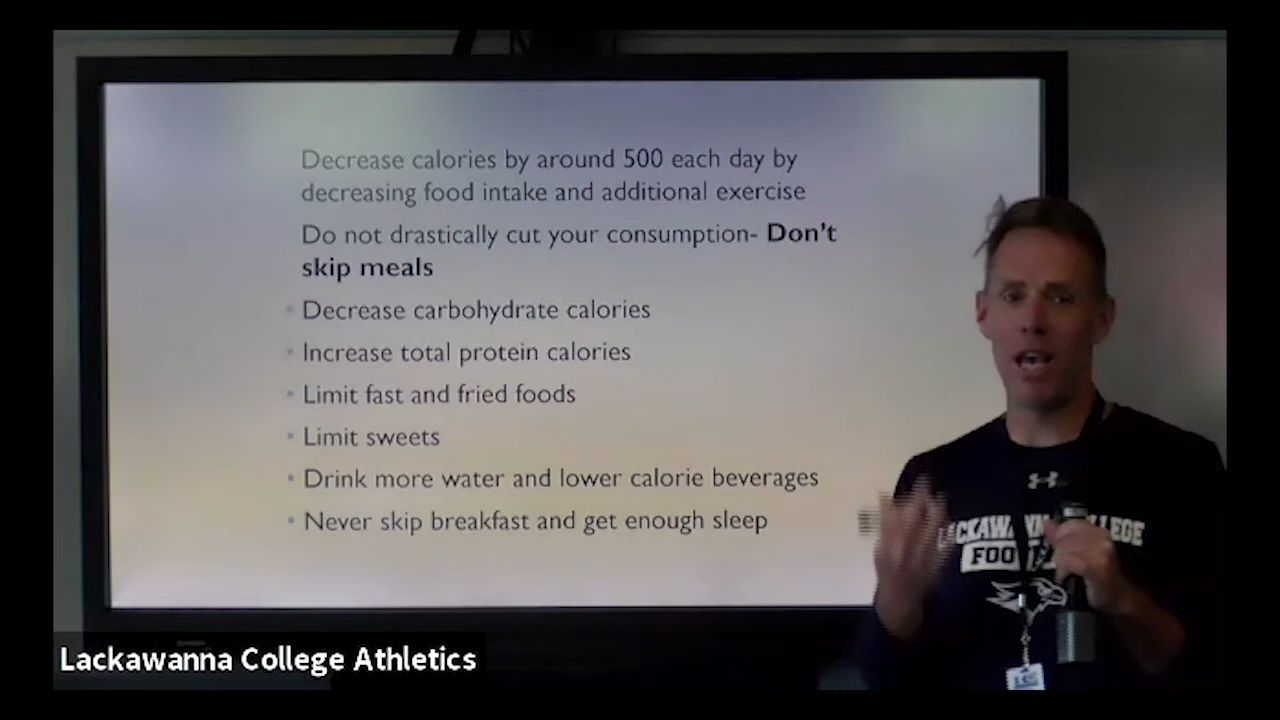 Decrease calories by around 500 each day by
decreasing food intake and additional exercise
Do not drastically cut your consumption- Don't
skip meals
• Decrease carbohydrate calories
• Increase total protein calories
• Limit fast and fried foods
• Limit sweets
• Drink more water and lower calorie beverages
• Never skip breakfast and get enough sleep
Lackawanna College Athletics